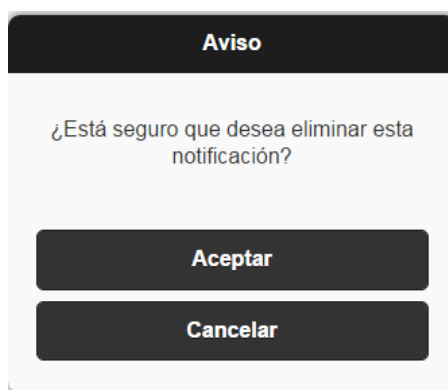 Aviso
¿Está seguro que desea eliminar esta
notificación?
Aceptar
Cancelar